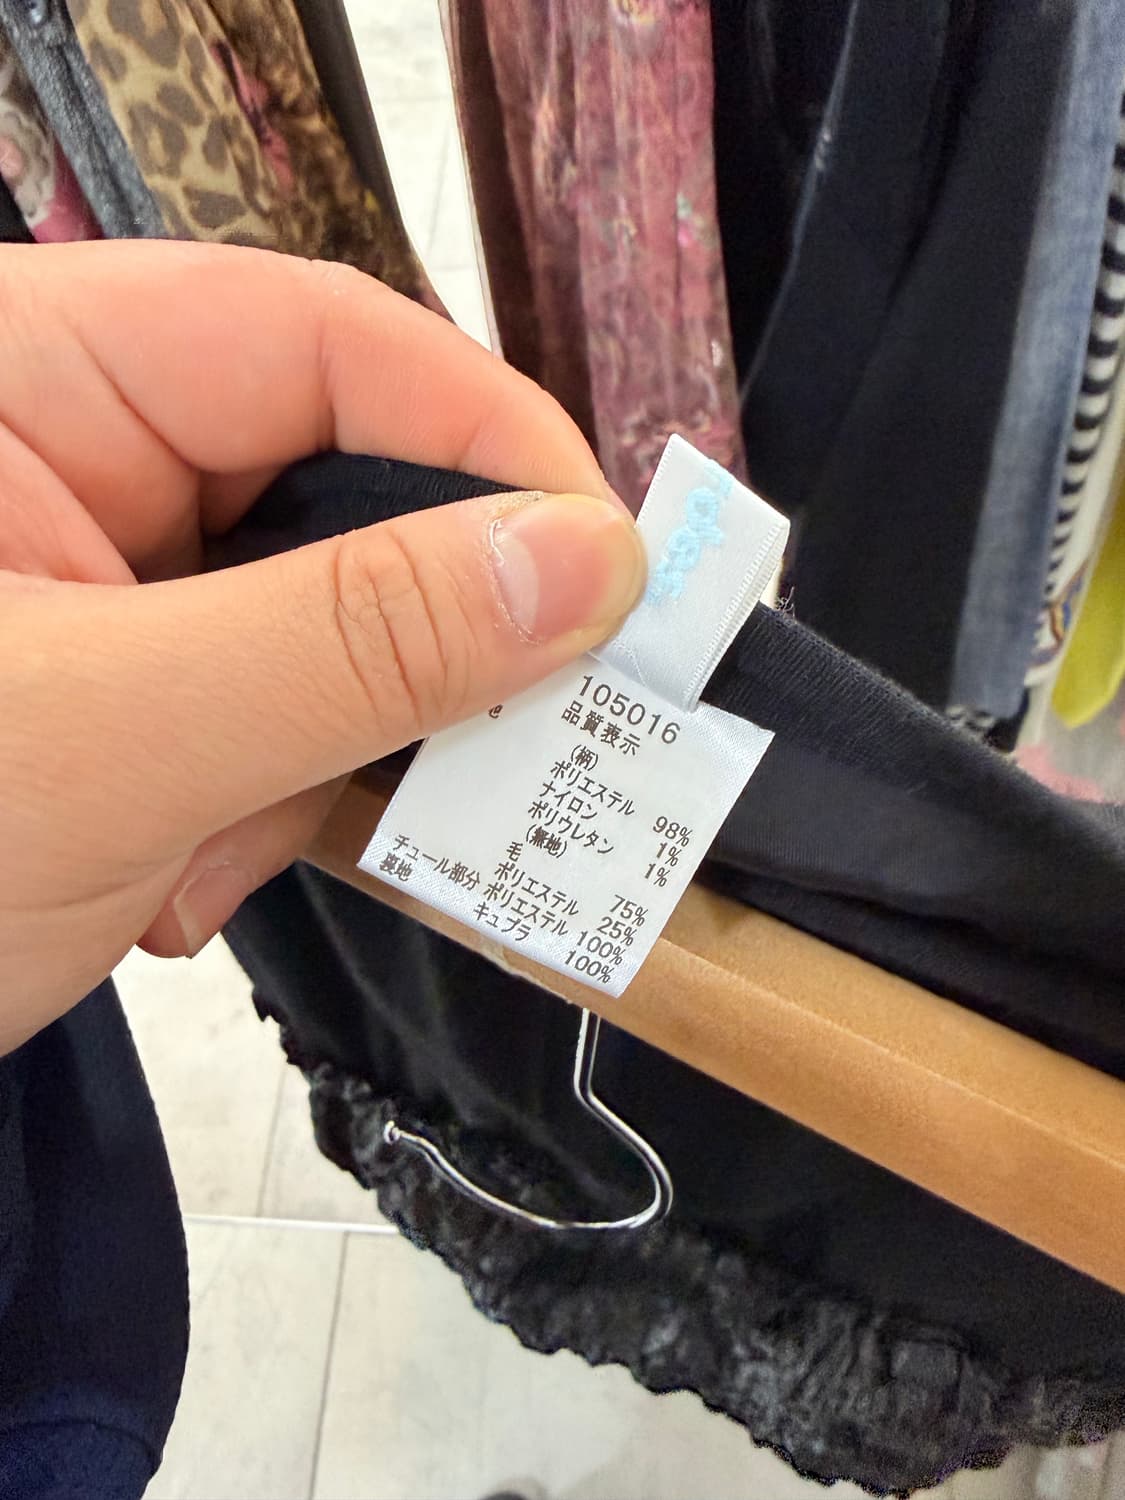 105016
品質表示
(柄)
ポリエステル 98%
ナイロン 1%
ポリウレタン 1%
(無地)
毛 75%
ポリエステル 25%
チュール部分 ポリエステル 100%
裏地 キュプラ 100%